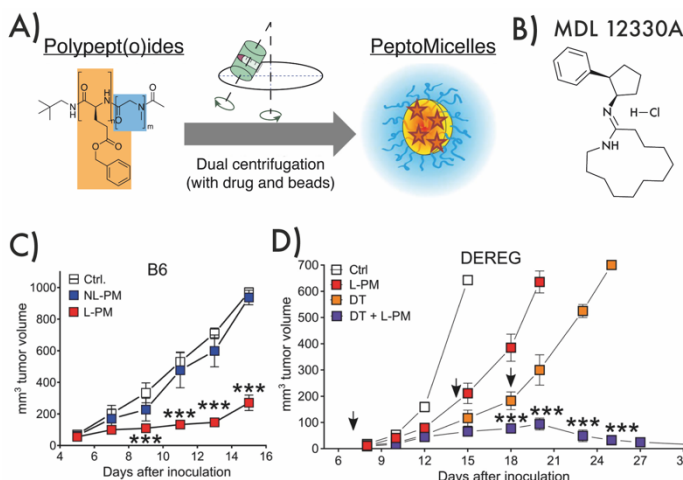 A)
Polypept(o)ides
PeptoMicelles
Dual centrifugation
(with drug and beads)
B) MDL 12330A
N
H-Cl
NH
C)
B6
Ctrl.
NL-PM
L-PM
mm³ tumor volume
1000
800
600
400
200
0
***
***
***
***
4 6 8 10 12 14 16
Days after inoculation
D)
DEREG
Ctrl
L-PM
DT
DT + L-PM
mm³ tumor volume
700
600
500
400
300
200
100
0
***
***
***
***
6 9 12 15 18 21 23 25 27
Days after inoculation